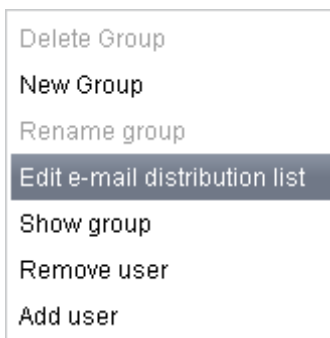 Delete Group
New Group
Rename group
Edit e-mail distribution list
Show group
Remove user
Add user